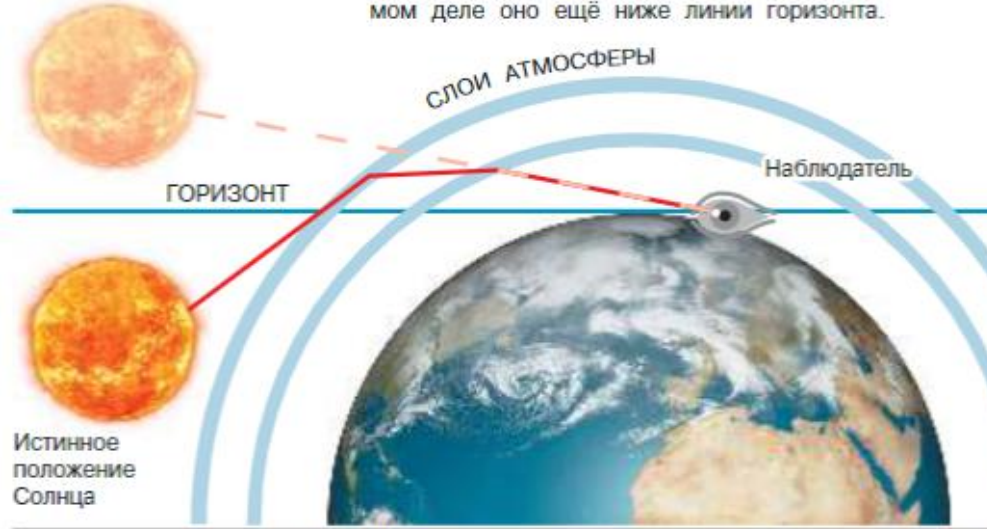 мом деле оно ещё ниже линии горизонта.
СЛОИ АТМОСФЕРЫ
Наблюдатель
ГОРИЗОНТ
Истинное
положение
Солнца